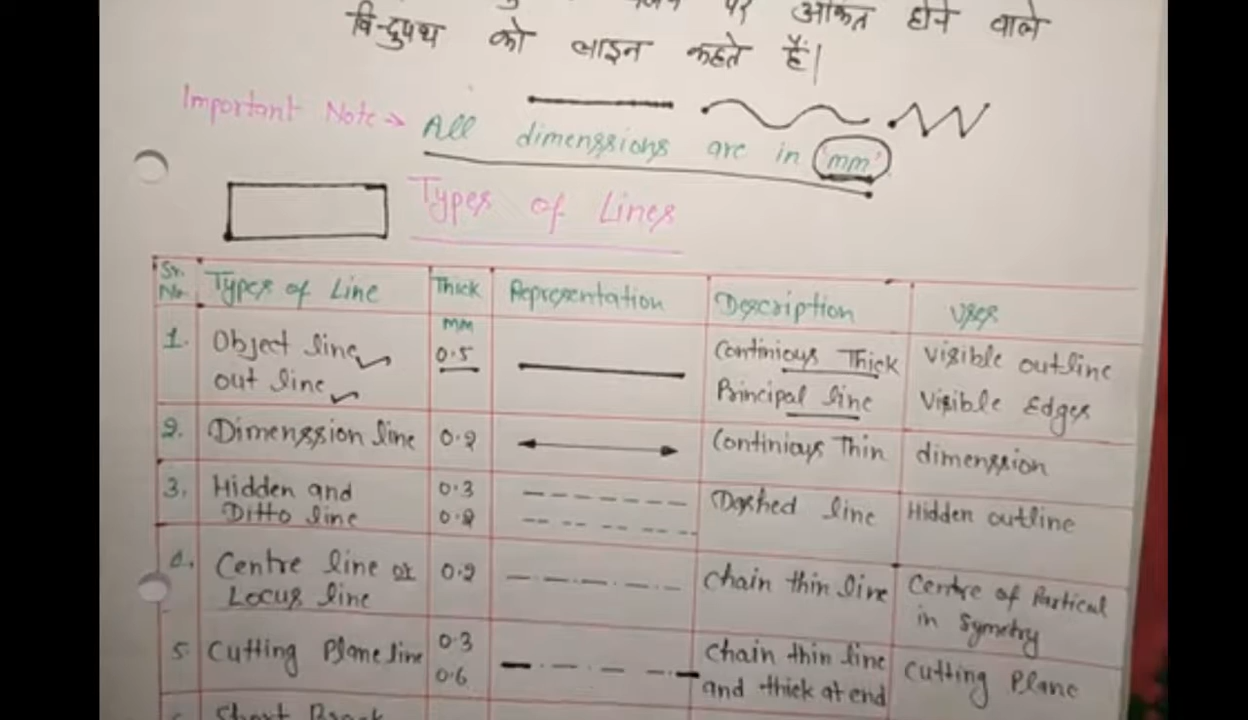 पर अंकित होने वाले
बिन्दुपथ को लाइन कहते हैं।
Important Note → All dimenssions are in 'mm'
Types of Lines
Sr. No. Types of Line Thick mm Representation Description Uses
1. Object line 0.5 Continious Thick Visible outline
out line Principal line Visible Edges
2. Dimenssion line 0.2 Continious Thin dimenssion
3. Hidden and 0.3 Dashed line Hidden outline
Ditto line 0.2
4. Centre line or 0.2 chain thin line Centre of Particul
Locus line in Symetry
5. Cutting Plane line 0.3 chain thin line Cutting Plane
0.6 and thick at end
Short Break